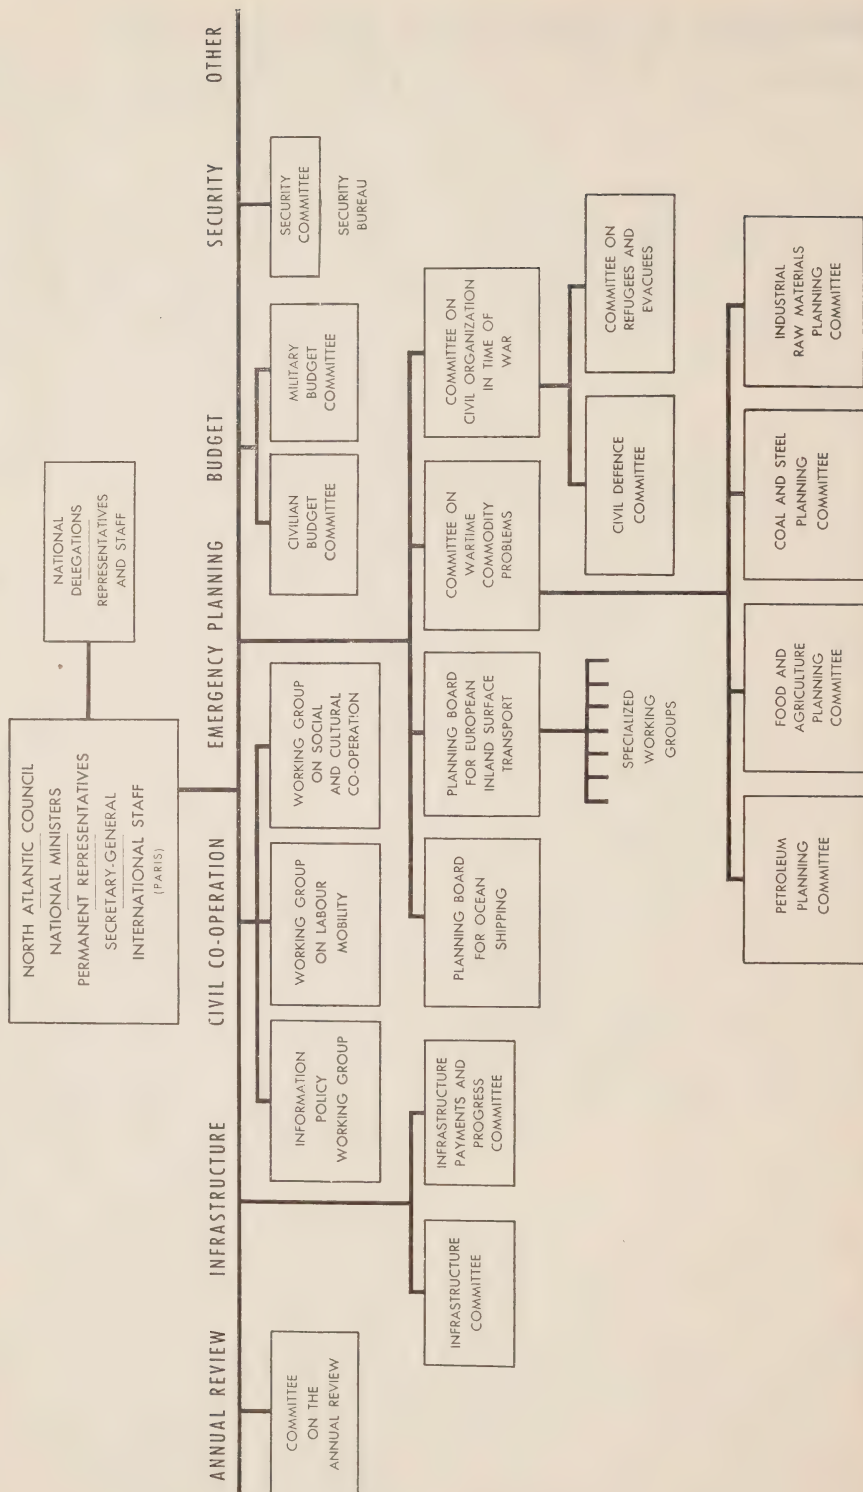 NORTH ATLANTIC COUNCIL
NATIONAL MINISTERS
PERMANENT REPRESENTATIVES
SECRETARY-GENERAL
INTERNATIONAL STAFF
(PARIS)
NATIONAL
DELEGATIONS
REPRESENTATIVES
AND STAFF
ANNUAL REVIEW
INFRASTRUCTURE
CIVIL CO-OPERATION
EMERGENCY PLANNING
BUDGET
SECURITY
OTHER
COMMITTEE
ON THE
ANNUAL REVIEW
INFORMATION
POLICY
WORKING GROUP
WORKING GROUP
ON LABOUR
MOBILITY
WORKING GROUP
ON SOCIAL
AND CULTURAL
CO-OPERATION
CIVILIAN
BUDGET
COMMITTEE
MILITARY
BUDGET
COMMITTEE
SECURITY
COMMITTEE
SECURITY
BUREAU
INFRASTRUCTURE
COMMITTEE
INFRASTRUCTURE
PAYMENTS AND
PROGRESS
COMMITTEE
PLANNING BOARD
FOR OCEAN
SHIPPING
PLANNING BOARD
FOR EUROPEAN
INLAND SURFACE
TRANSPORT
COMMITTEE ON
WARTIME
COMMODITY
PROBLEMS
COMMITTEE ON
CIVIL ORGANIZATION
IN TIME OF
WAR
SPECIALIZED
WORKING
GROUPS
CIVIL DEFENCE
COMMITTEE
COMMITTEE ON
REFUGEES AND
EVACUEES
PETROLEUM
PLANNING
COMMITTEE
FOOD AND
AGRICULTURE
PLANNING
COMMITTEE
COAL AND STEEL
PLANNING
COMMITTEE
INDUSTRIAL
RAW MATERIALS
PLANNING
COMMITTEE